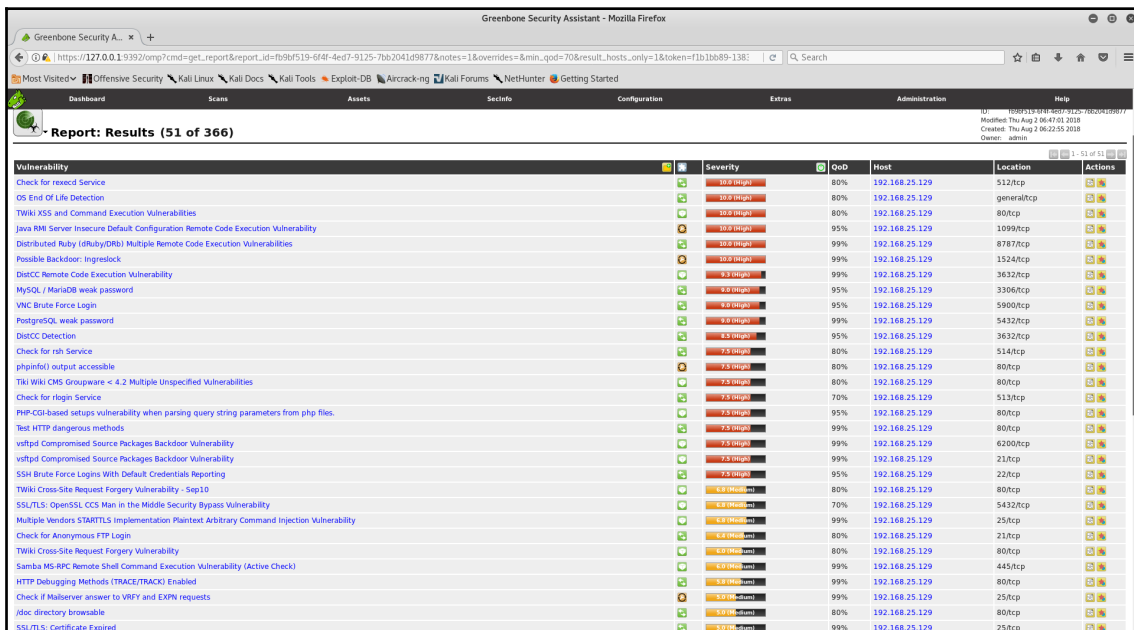 Greenbone Security Assistant - Mozilla Firefox
Greenbone Security A... × +
https://127.0.0.1:9392/omp?cmd=get_report&report_id=fb9bf519-6f4f-4ed7-9125-7bb2041d9877&notes=1&overrides=&min_qod=70&result_hosts_only=1&token=f1b1bb89-1383 Search
Most Visited Offensive Security Kali Linux Kali Docs Kali Tools Exploit-DB Aircrack-ng Kali Forums NetHunter Getting Started
Dashboard Scans Assets SecInfo Configuration Extras Administration Help
ID: fb9bf519-6f4f-4ed7-9125-7bb2041d9877
Modified: Thu Aug 2 06:47:01 2018
Created: Thu Aug 2 06:22:55 2018
Owner: admin
Report: Results (51 of 366)
1 - 51 of 51
Vulnerability Severity QoD Host Location Actions
Check for rexecd Service 10.0 (High) 80% 192.168.25.129 512/tcp
OS End Of Life Detection 10.0 (High) 80% 192.168.25.129 general/tcp
TWiki XSS and Command Execution Vulnerabilities 10.0 (High) 80% 192.168.25.129 80/tcp
Java RMI Server Insecure Default Configuration Remote Code Execution Vulnerability 10.0 (High) 95% 192.168.25.129 1099/tcp
Distributed Ruby (dRuby/DRb) Multiple Remote Code Execution Vulnerabilities 10.0 (High) 99% 192.168.25.129 8787/tcp
Possible Backdoor: Ingreslock 10.0 (High) 99% 192.168.25.129 1524/tcp
DistCC Remote Code Execution Vulnerability 9.3 (High) 99% 192.168.25.129 3632/tcp
MySQL / MariaDB weak password 9.0 (High) 95% 192.168.25.129 3306/tcp
VNC Brute Force Login 9.0 (High) 95% 192.168.25.129 5900/tcp
PostgreSQL weak password 9.0 (High) 99% 192.168.25.129 5432/tcp
DistCC Detection 8.5 (High) 95% 192.168.25.129 3632/tcp
Check for rsh Service 7.5 (High) 80% 192.168.25.129 514/tcp
phpinfo() output accessible 7.5 (High) 80% 192.168.25.129 80/tcp
Tiki Wiki CMS Groupware < 4.2 Multiple Unspecified Vulnerabilities 7.5 (High) 80% 192.168.25.129 80/tcp
Check for rlogin Service 7.5 (High) 70% 192.168.25.129 513/tcp
PHP-CGI-based setups vulnerability when parsing query string parameters from php files. 7.5 (High) 95% 192.168.25.129 80/tcp
Test HTTP dangerous methods 7.5 (High) 99% 192.168.25.129 80/tcp
vsftpd Compromised Source Packages Backdoor Vulnerability 7.5 (High) 99% 192.168.25.129 6200/tcp
vsftpd Compromised Source Packages Backdoor Vulnerability 7.5 (High) 99% 192.168.25.129 21/tcp
SSH Brute Force Logins With Default Credentials Reporting 7.5 (High) 95% 192.168.25.129 22/tcp
TWiki Cross-Site Request Forgery Vulnerability - Sep10 6.8 (Medium) 80% 192.168.25.129 80/tcp
SSL/TLS: OpenSSL CCS Man in the Middle Security Bypass Vulnerability 6.8 (Medium) 70% 192.168.25.129 5432/tcp
Multiple Vendors STARTTLS Implementation Plaintext Arbitrary Command Injection Vulnerability 6.8 (Medium) 99% 192.168.25.129 25/tcp
Check for Anonymous FTP Login 6.4 (Medium) 80% 192.168.25.129 21/tcp
TWiki Cross-Site Request Forgery Vulnerability 6.0 (Medium) 80% 192.168.25.129 80/tcp
Samba MS-RPC Remote Shell Command Execution Vulnerability (Active Check) 6.0 (Medium) 99% 192.168.25.129 445/tcp
HTTP Debugging Methods (TRACE/TRACK) Enabled 5.8 (Medium) 99% 192.168.25.129 80/tcp
Check if Mailserver answer to VRFY and EXPN requests 5.0 (Medium) 99% 192.168.25.129 25/tcp
/doc directory browsable 5.0 (Medium) 80% 192.168.25.129 80/tcp
SSL/TLS: Certificate Expired 5.0 (Medium) 99% 192.168.25.129 25/tcp